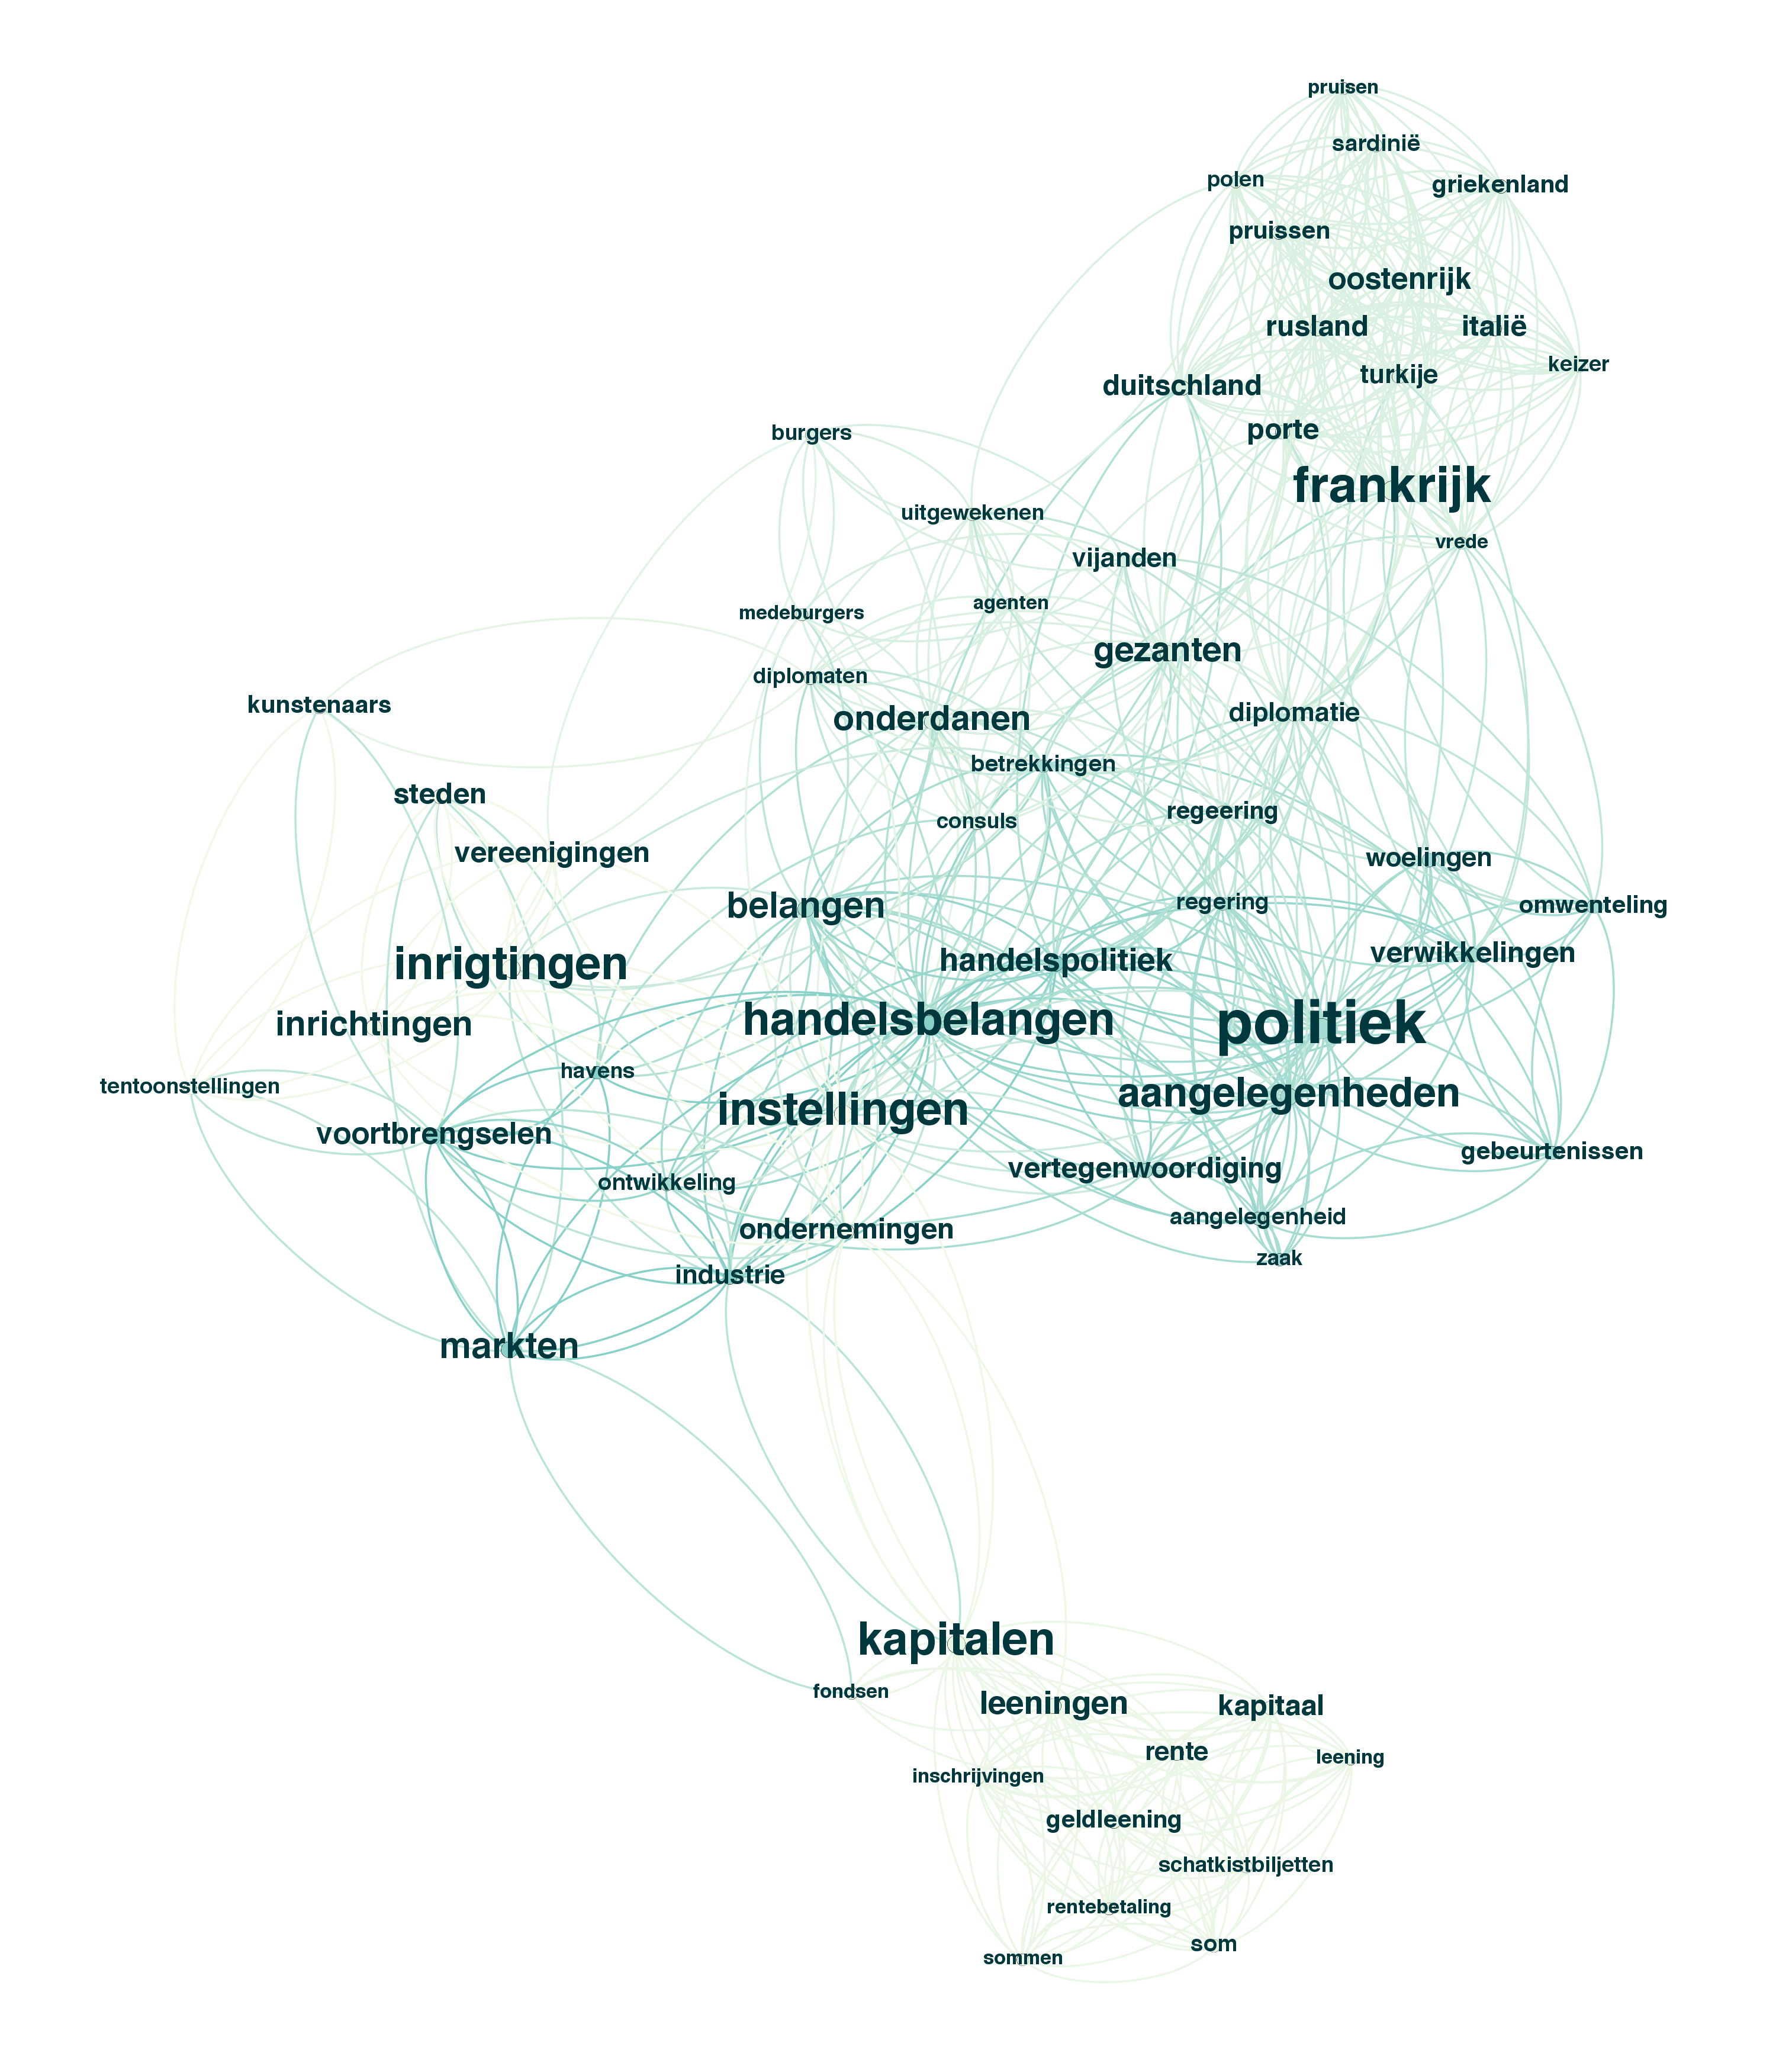 pruisen
sardinië
polen
griekenland
pruissen
oostenrijk
rusland
italië
keizer
turkije
duitschland
porte
burgers
frankrijk
uitgewekenen
vrede
vijanden
agenten
medeburgers
gezanten
diplomaten
kunstenaars
diplomatie
onderdanen
betrekkingen
steden
regeering
consuls
vereenigingen
woelingen
regering
omwenteling
belangen
verwikkelingen
handelspolitiek
inrigtingen
handelsbelangen
politiek
inrichtingen
havens
tentoonstellingen
aangelegenheden
instellingen
voortbrengselen
gebeurtenissen
vertegenwoordiging
ontwikkeling
aangelegenheid
ondernemingen
zaak
industrie
markten
kapitalen
fondsen
leeningen
kapitaal
rente
leening
inschrijvingen
geldleening
schatkistbiljetten
rentebetaling
som
sommen